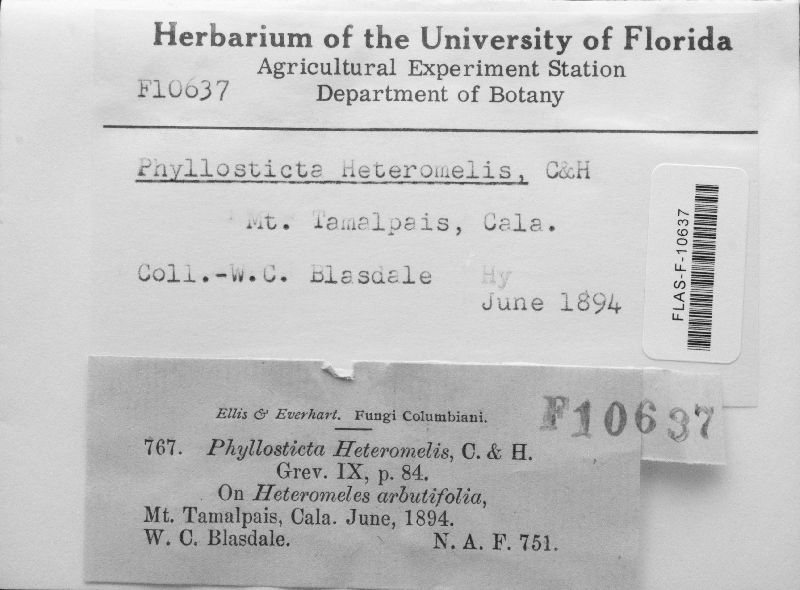 Herbarium of the University of Florida
Agricultural Experiment Station
F10637 Department of Botany
Phyllosticta Heteromelis, C&H
Mt. Tamalpais, Cala.
Coll.-W.C. Blasdale Hy
June 1894
FLAS-F-10637
Ellis & Everhart. Fungi Columbiani.
F10637
767. Phyllosticta Heteromelis, C. & H.
Grev. IX, p. 84.
On Heteromeles arbutifolia,
Mt. Tamalpais, Cala. June, 1894.
W. C. Blasdale. N. A. F. 751.